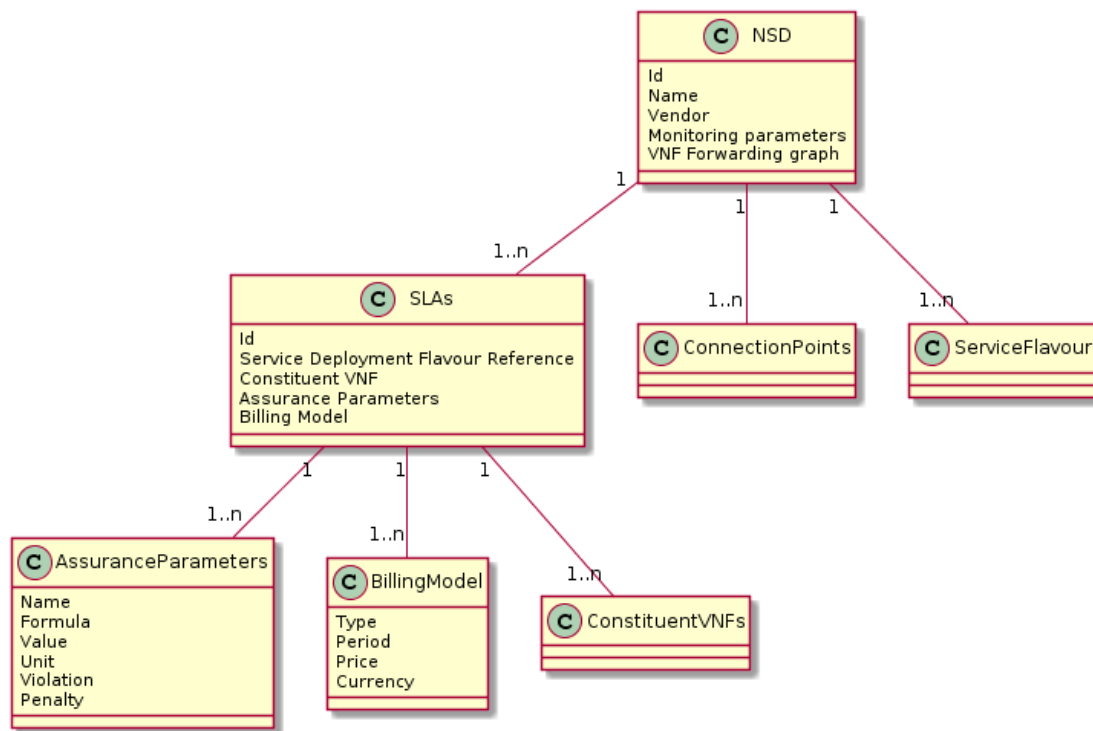 C NSD
Id
Name
Vendor
Monitoring parameters
VNF Forwarding graph
1
1
1
1..n
1..n
1..n
C SLAs
Id
Service Deployment Flavour Reference
Constituent VNF
Assurance Parameters
Billing Model
C ConnectionPoints
C ServiceFlavour
1
1
1
1..n
1..n
1..n
C AssuranceParameters
Name
Formula
Value
Unit
Violation
Penalty
C BillingModel
Type
Period
Price
Currency
C ConstituentVNFs